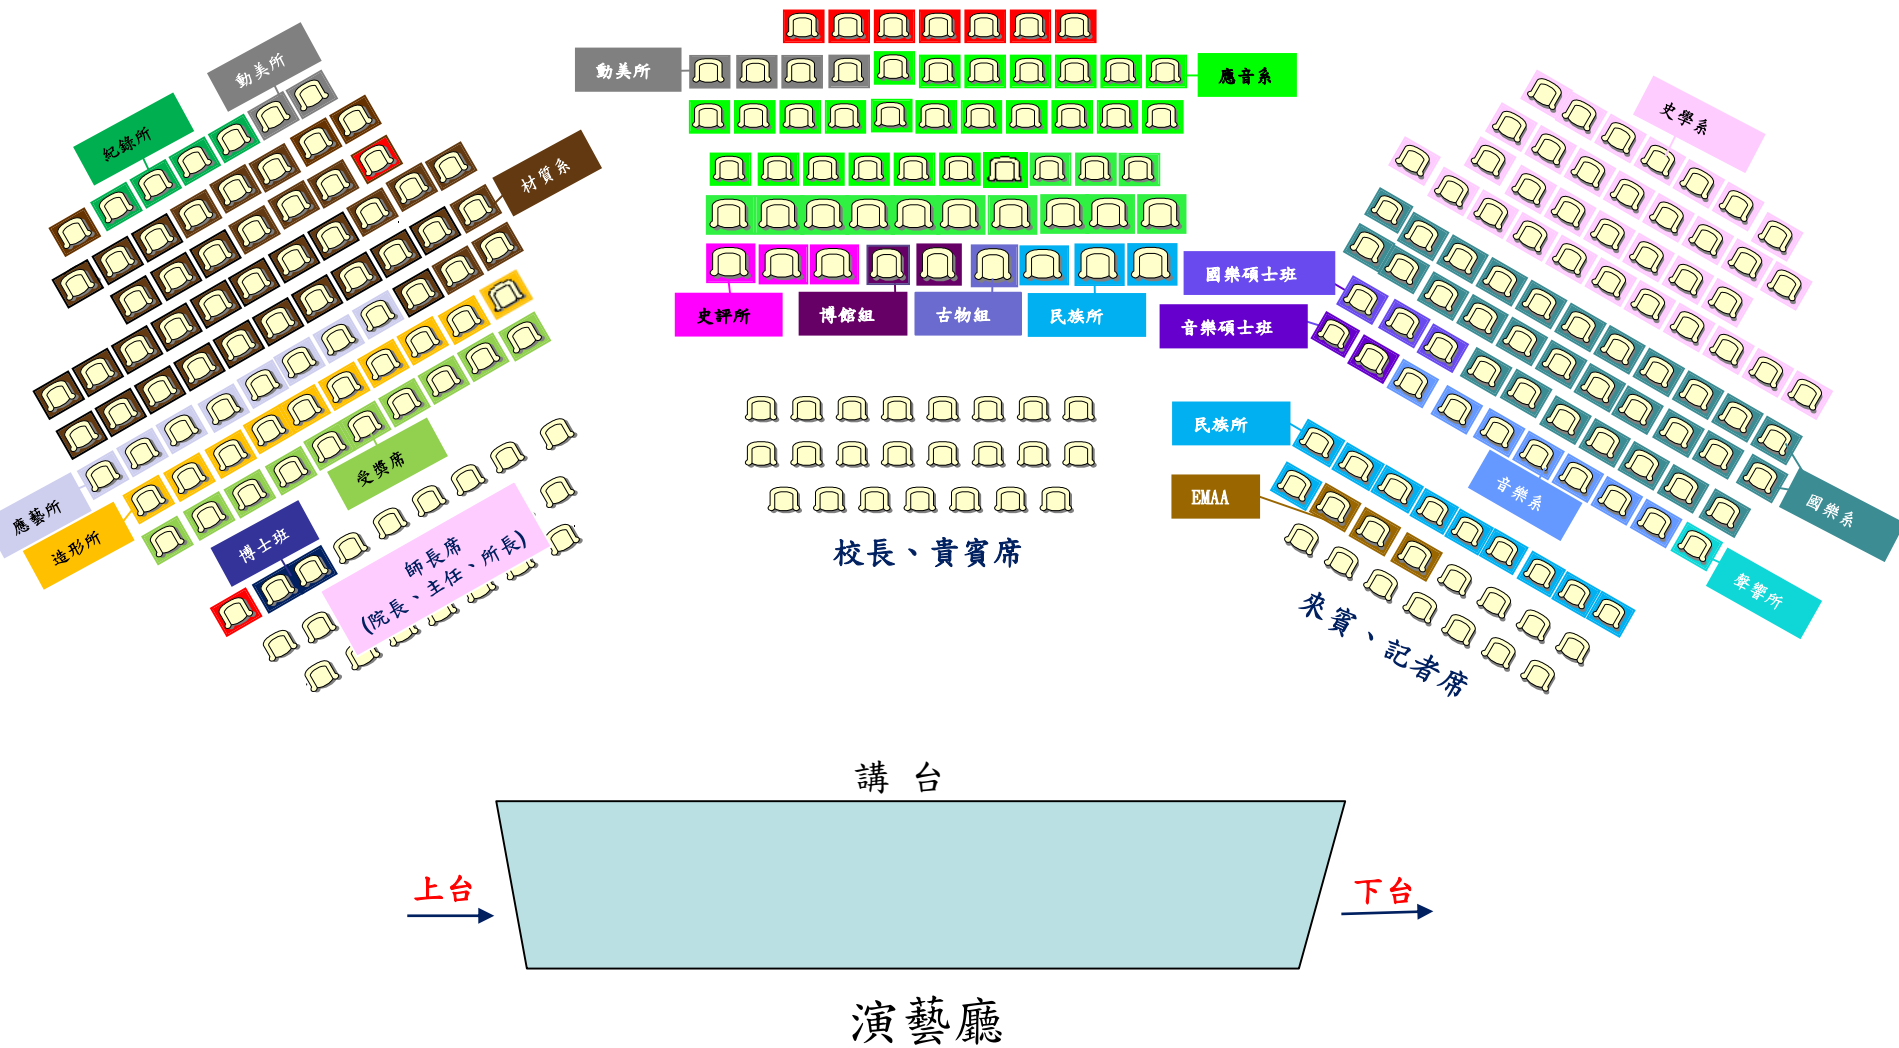 動美所
紀錄所
材質系
動美所
應音系
史學系
史評所
博館組
古物組
民族所
國樂碩士班
音樂碩士班
民族所
EMAA
音樂系
國樂系
聲響所
應藝所
造形所
受獎席
博士班
師長席
(院長、主任、所長)
校長、貴賓席
來賓、記者席
講 台
上台
下台
演藝廳